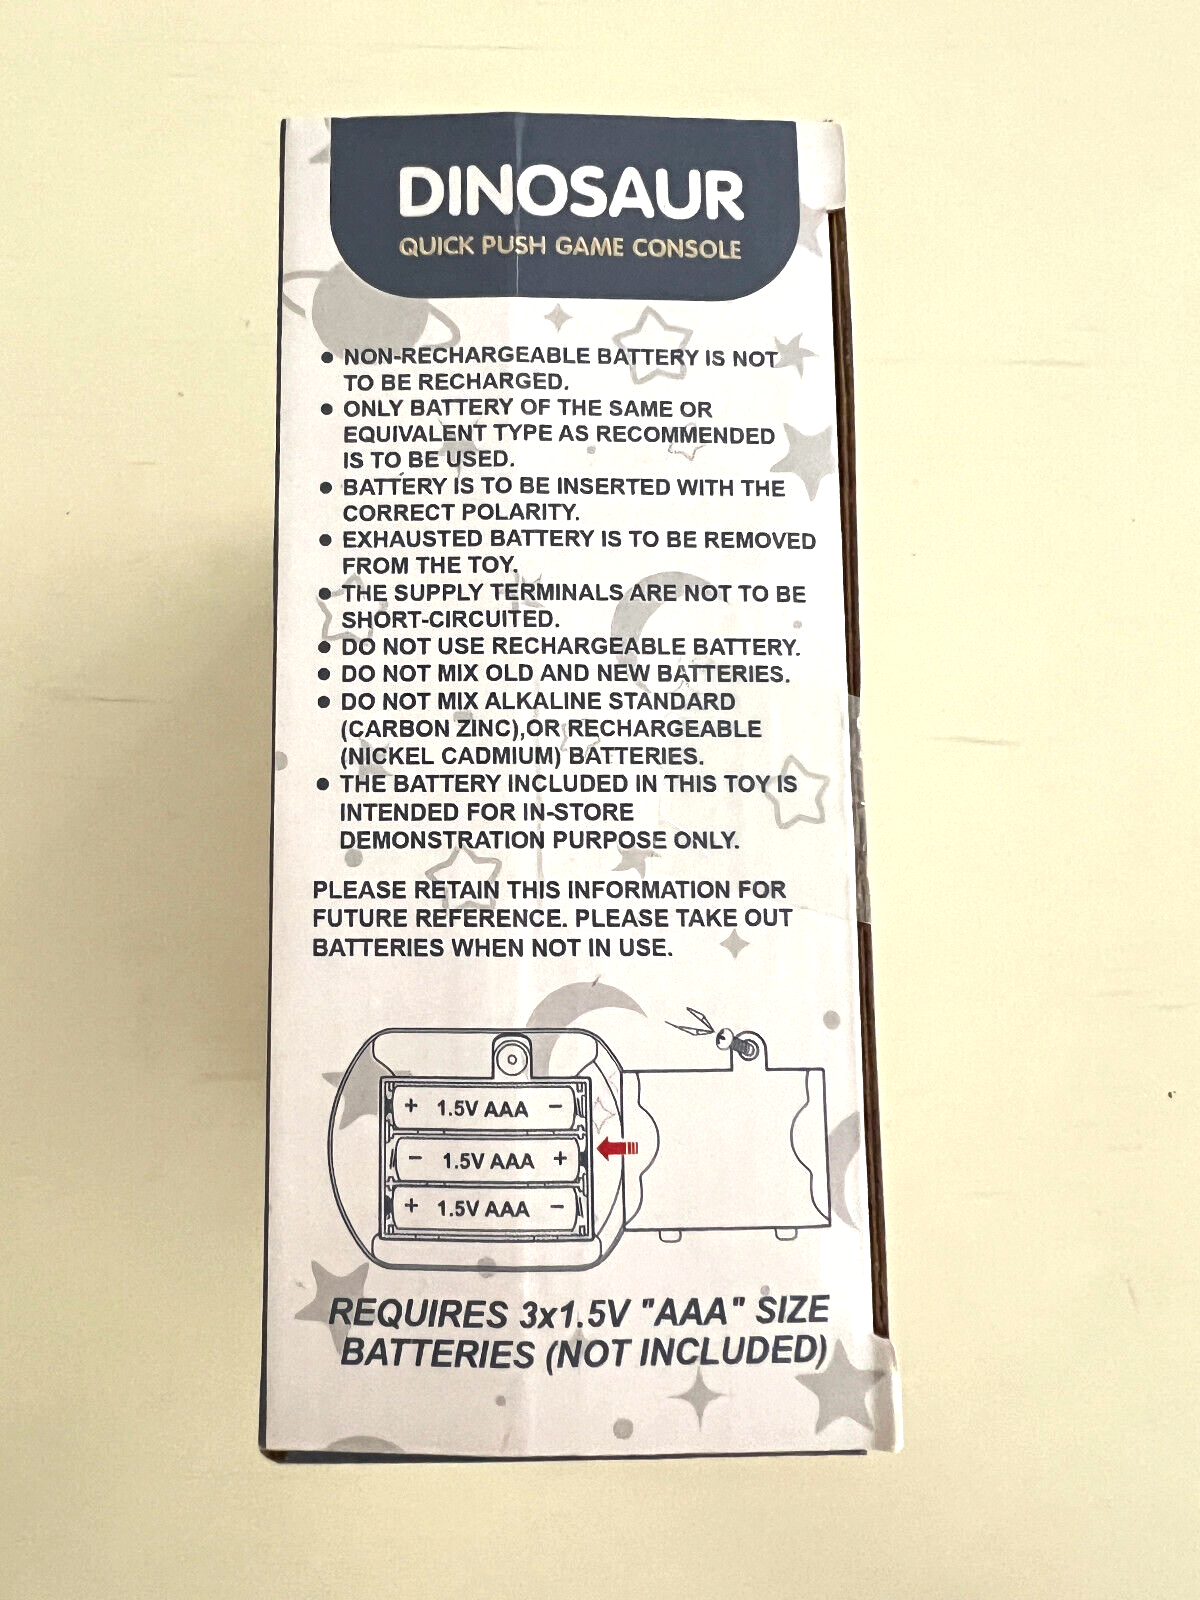 DINOSAUR
QUICK PUSH GAME CONSOLE
● NON-RECHARGEABLE BATTERY IS NOT
TO BE RECHARGED.
● ONLY BATTERY OF THE SAME OR
EQUIVALENT TYPE AS RECOMMENDED
IS TO BE USED.
● BATTERY IS TO BE INSERTED WITH THE
CORRECT POLARITY.
● EXHAUSTED BATTERY IS TO BE REMOVED
FROM THE TOY.
● THE SUPPLY TERMINALS ARE NOT TO BE
SHORT-CIRCUITED.
● DO NOT USE RECHARGEABLE BATTERY.
● DO NOT MIX OLD AND NEW BATTERIES.
● DO NOT MIX ALKALINE STANDARD
(CARBON ZINC),OR RECHARGEABLE
(NICKEL CADMIUM) BATTERIES.
● THE BATTERY INCLUDED IN THIS TOY IS
INTENDED FOR IN-STORE
DEMONSTRATION PURPOSE ONLY.
PLEASE RETAIN THIS INFORMATION FOR
FUTURE REFERENCE. PLEASE TAKE OUT
BATTERIES WHEN NOT IN USE.
+ 1.5V AAA −
− 1.5V AAA +
+ 1.5V AAA −
REQUIRES 3x1.5V "AAA" SIZE
BATTERIES (NOT INCLUDED)